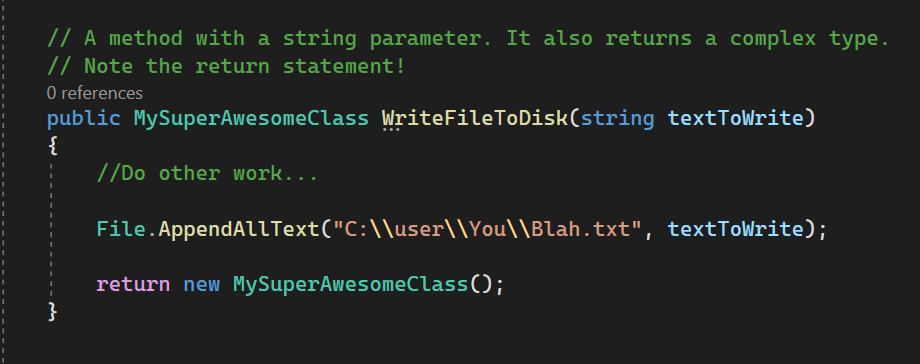 // A method with a string parameter. It also returns a complex type.
// Note the return statement!
0 references
public MySuperAwesomeClass WriteFileToDisk(string textToWrite)
{
//Do other work...
File.AppendAllText("C:\\user\\You\\Blah.txt", textToWrite);
return new MySuperAwesomeClass();
}